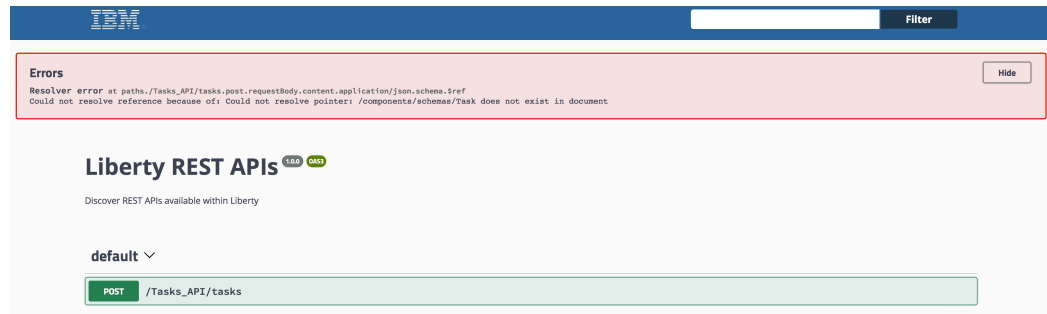 IBM
Filter
Errors
Hide
Resolver error at paths./Tasks_API/tasks.post.requestBody.content.application/json.schema.$ref
Could not resolve reference because of: Could not resolve pointer: /components/schemas/Task does not exist in document
Liberty REST APIs 1.0.0 OAS3
Discover REST APIs available within Liberty
default
POST /Tasks_API/tasks